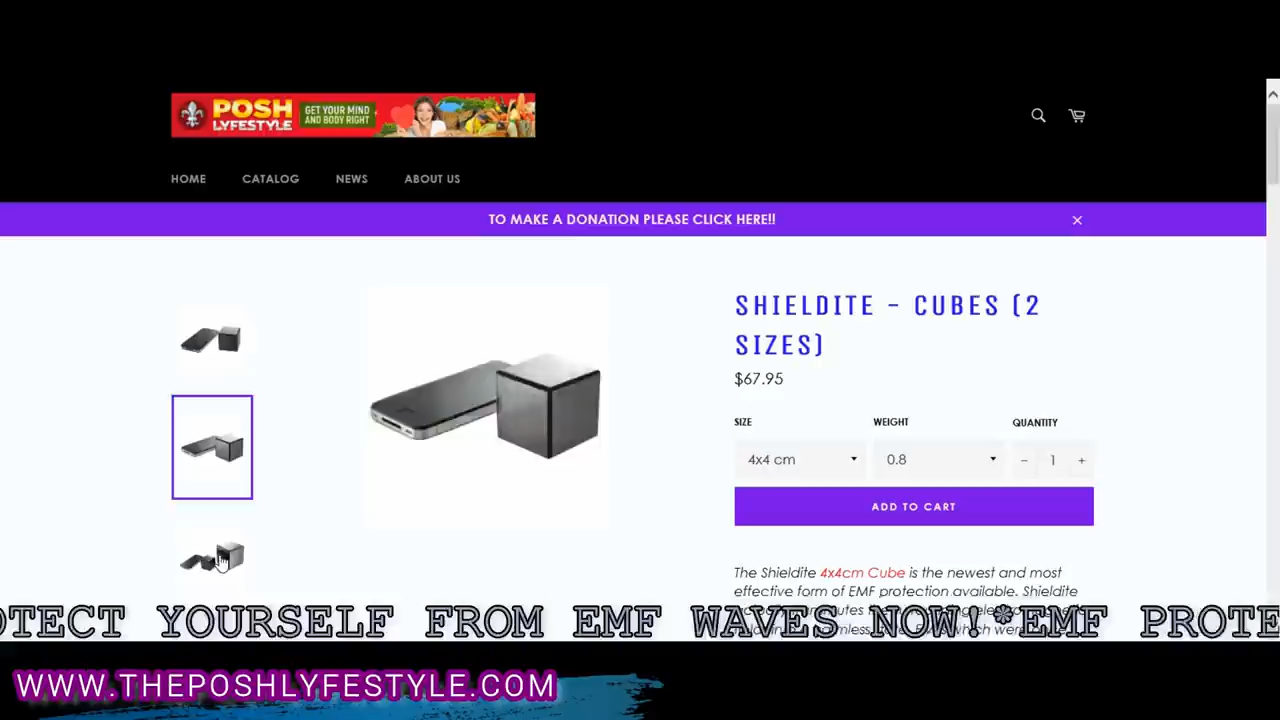 POSH
LYFESTYLE
GET YOUR MIND
AND BODY RIGHT
HOME CATALOG NEWS ABOUT US
TO MAKE A DONATION PLEASE CLICK HERE!!
SHIELDITE - CUBES (2
SIZES)
$67.95
SIZE WEIGHT QUANTITY
4x4 cm 0.8 − 1 +
ADD TO CART
The Shieldite 4x4cm Cube is the newest and most
effective form of EMF protection available. Shieldite
OTECT YOURSELF FROM EMF WAVES NOW!*EMF PROTE
WWW.THEPOSHLYFESTYLE.COM